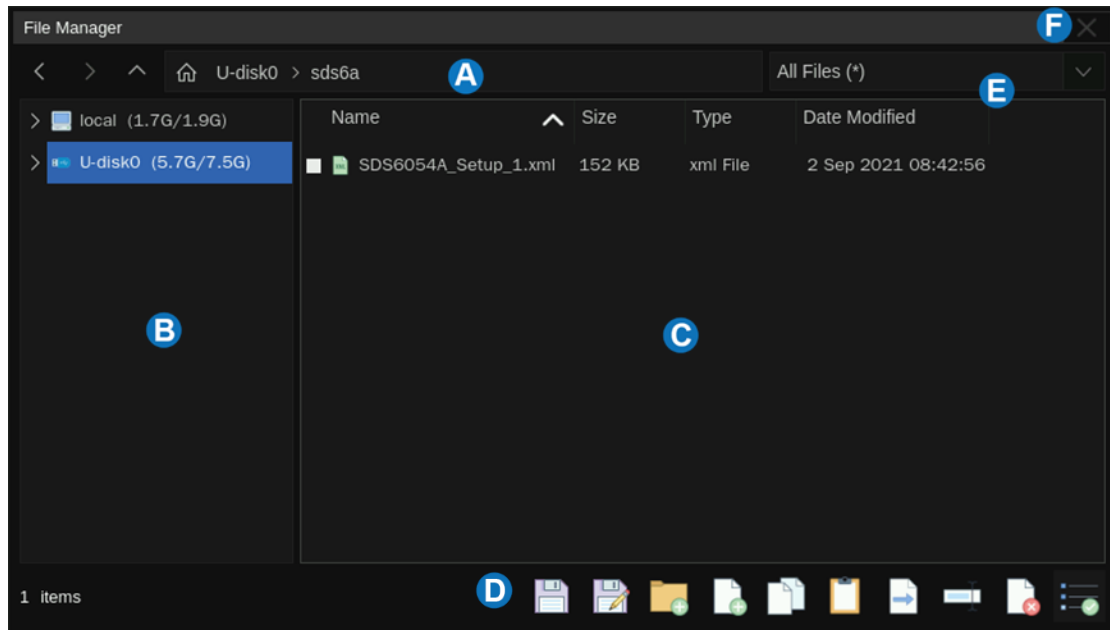 File Manager F
U-disk0 > sds6a A All Files (*)
E
local (1.7G/1.9G) Name Size Type Date Modified
U-disk0 (5.7G/7.5G) SDS6054A_Setup_1.xml 152 KB xml File 2 Sep 2021 08:42:56
B C
1 items D